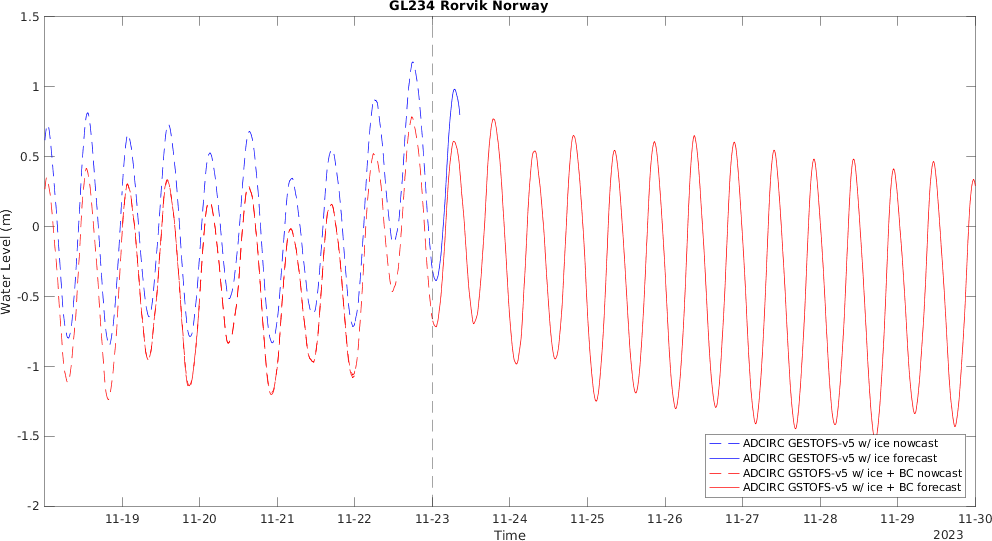 GL234 Rorvik Norway
1.5
1
0.5
0
-0.5
-1
-1.5
-2
Water Level (m)
ADCIRC GESTOFS-v5 w/ ice nowcast
ADCIRC GESTOFS-v5 w/ ice forecast
ADCIRC GSTOFS-v5 w/ ice + BC nowcast
ADCIRC GSTOFS-v5 w/ ice + BC forecast
11-19 11-20 11-21 11-22 11-23 11-24 11-25 11-26 11-27 11-28 11-29 11-30
Time
2023